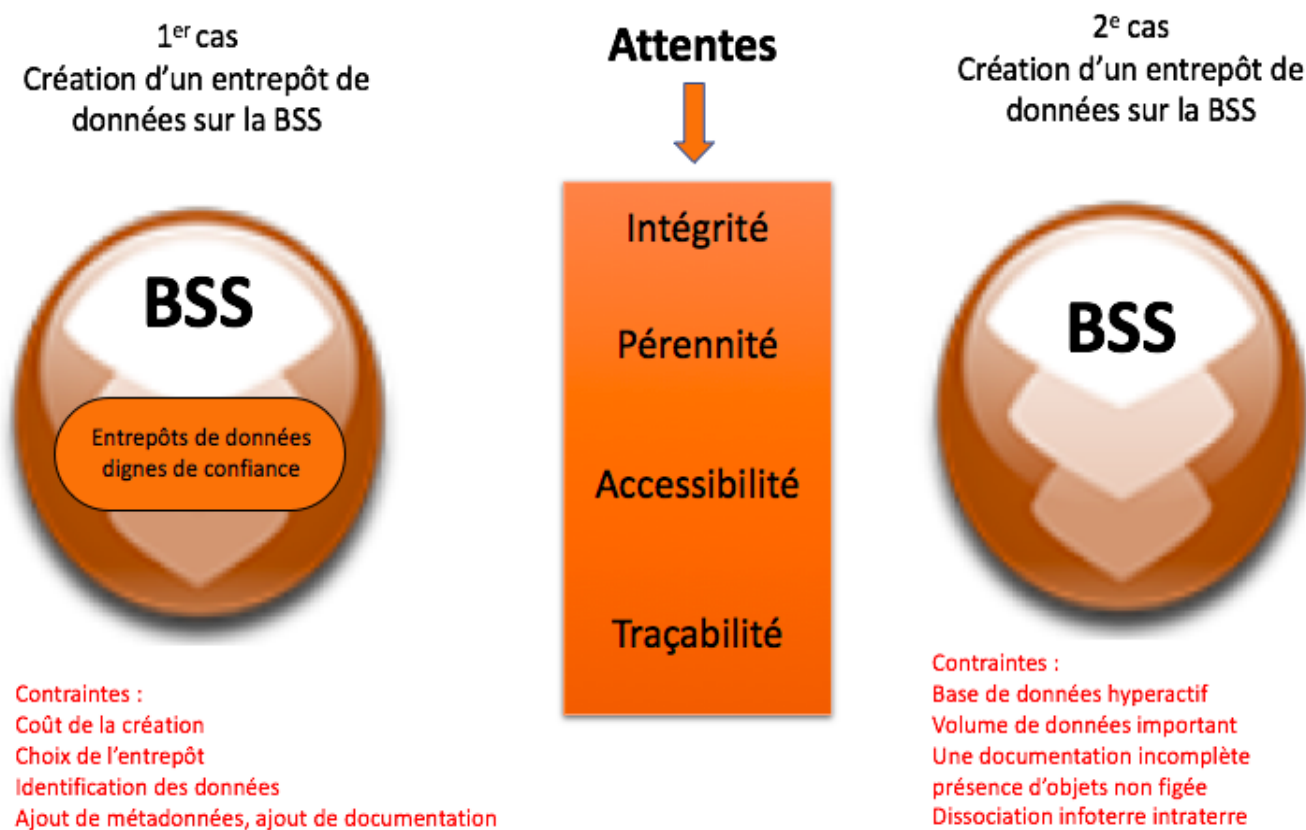 1er cas
Création d'un entrepôt de
données sur la BSS
BSS
Entrepôts de données
dignes de confiance
Contraintes :
Coût de la création
Choix de l'entrepôt
Identification des données
Ajout de métadonnées, ajout de documentation
Attentes
Intégrité
Pérennité
Accessibilité
Traçabilité
2e cas
Création d'un entrepôt de
données sur la BSS
BSS
Contraintes :
Base de données hyperactif
Volume de données important
Une documentation incomplète
présence d'objets non figée
Dissociation infoterre intraterre